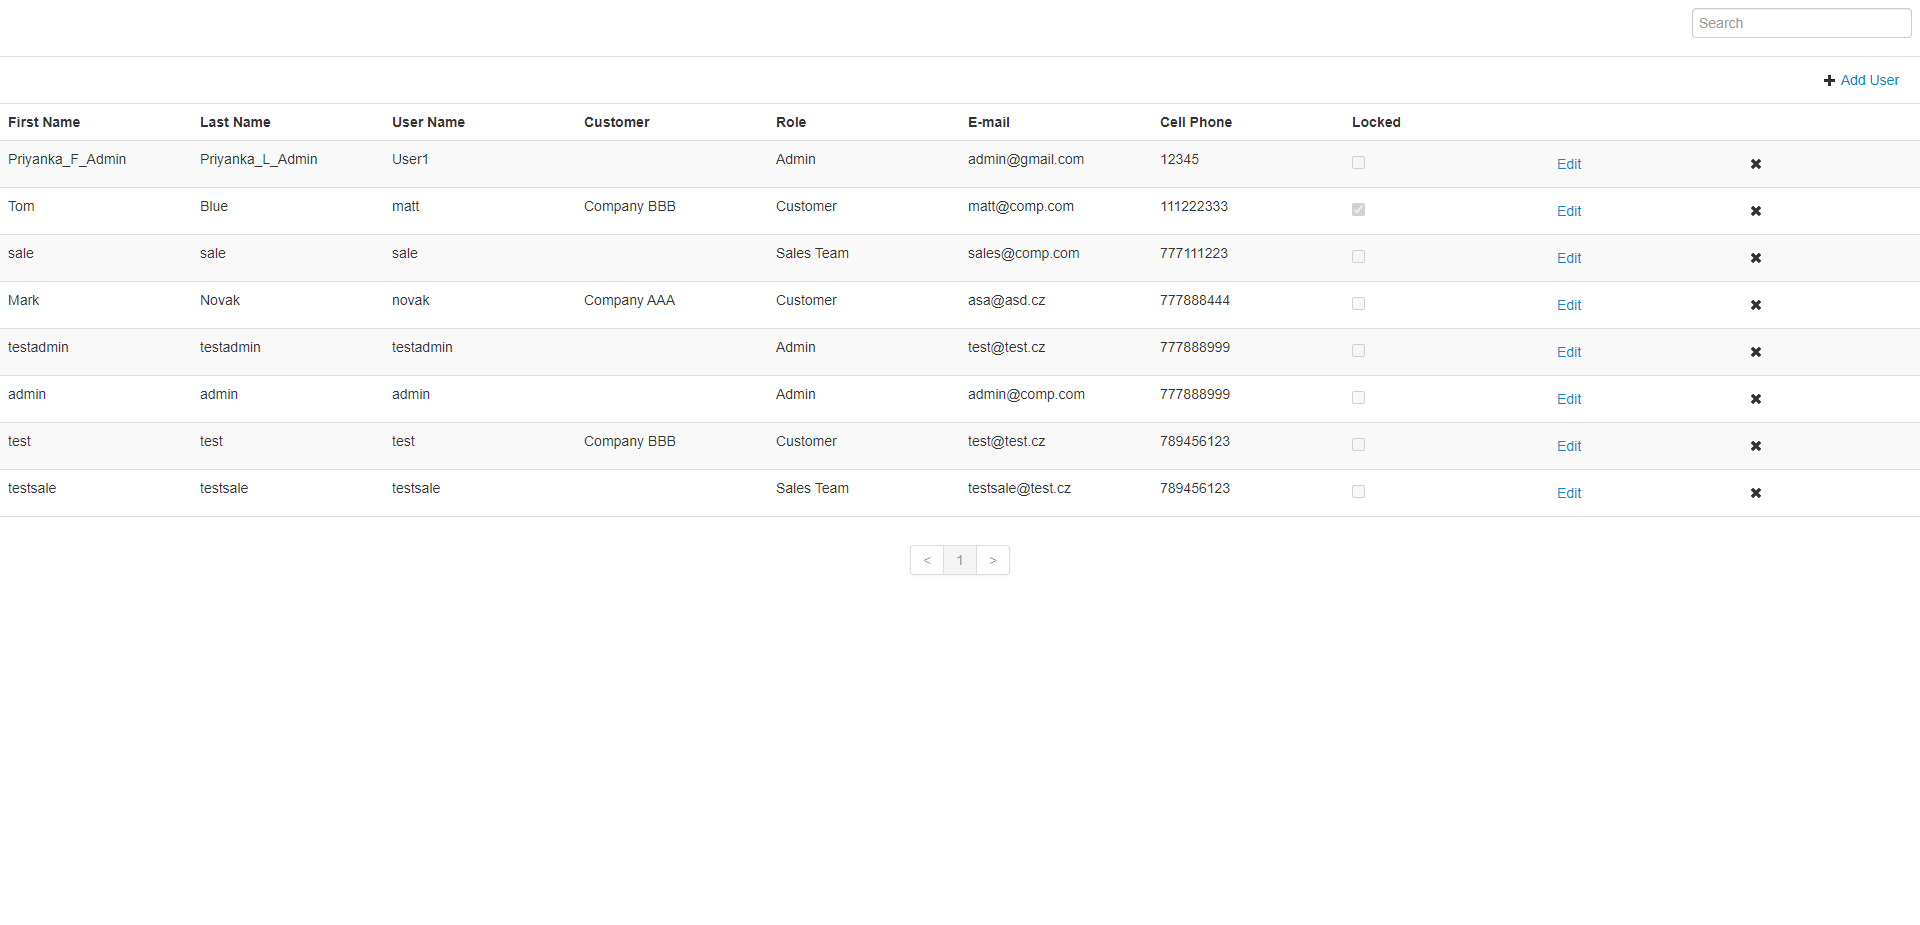 Search
Add User
First Name Last Name User Name Customer Role E-mail Cell Phone Locked
Priyanka_F_Admin Priyanka_L_Admin User1 Admin admin@gmail.com 12345 Edit
Tom Blue matt Company BBB Customer matt@comp.com 111222333 Edit
sale sale sale Sales Team sales@comp.com 777111223 Edit
Mark Novak novak Company AAA Customer asa@asd.cz 777888444 Edit
testadmin testadmin testadmin Admin test@test.cz 777888999 Edit
admin admin admin Admin admin@comp.com 777888999 Edit
test test test Company BBB Customer test@test.cz 789456123 Edit
testsale testsale testsale Sales Team testsale@test.cz 789456123 Edit
< 1 >